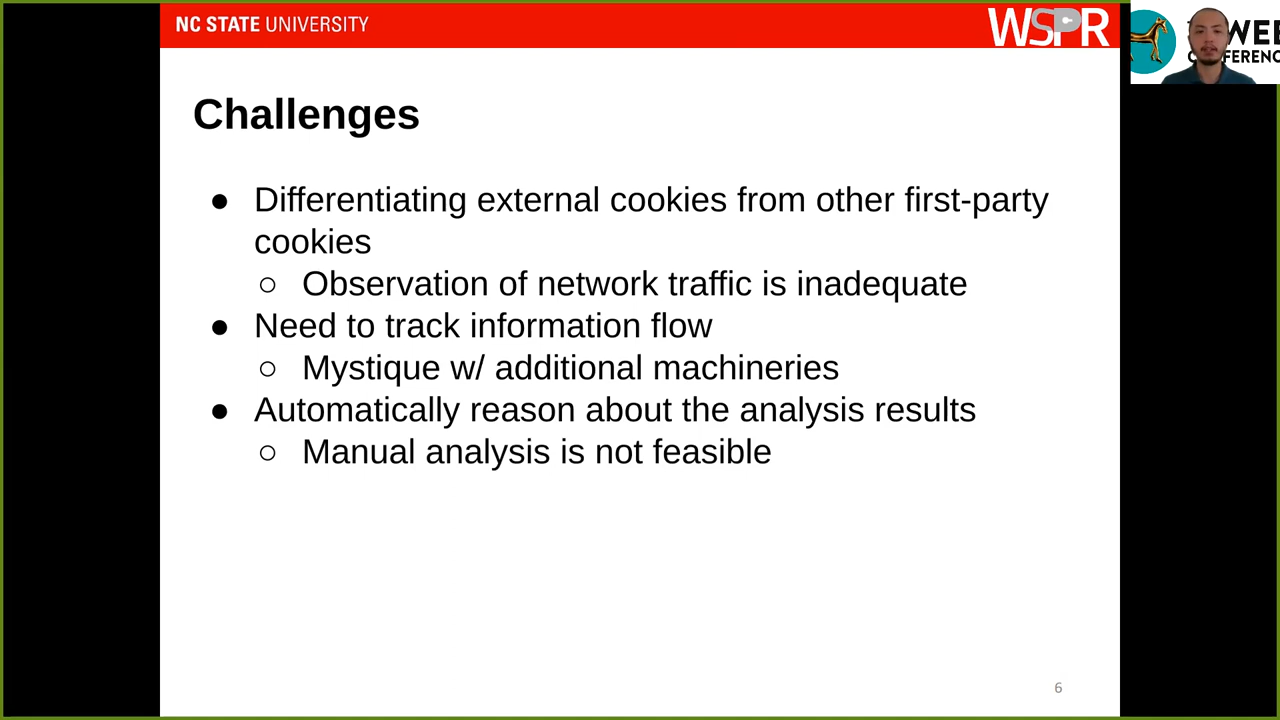 NC STATE UNIVERSITY
WSPR
WEB
CONFERENC
Challenges
● Differentiating external cookies from other first-party
cookies
○ Observation of network traffic is inadequate
● Need to track information flow
○ Mystique w/ additional machineries
● Automatically reason about the analysis results
○ Manual analysis is not feasible
6